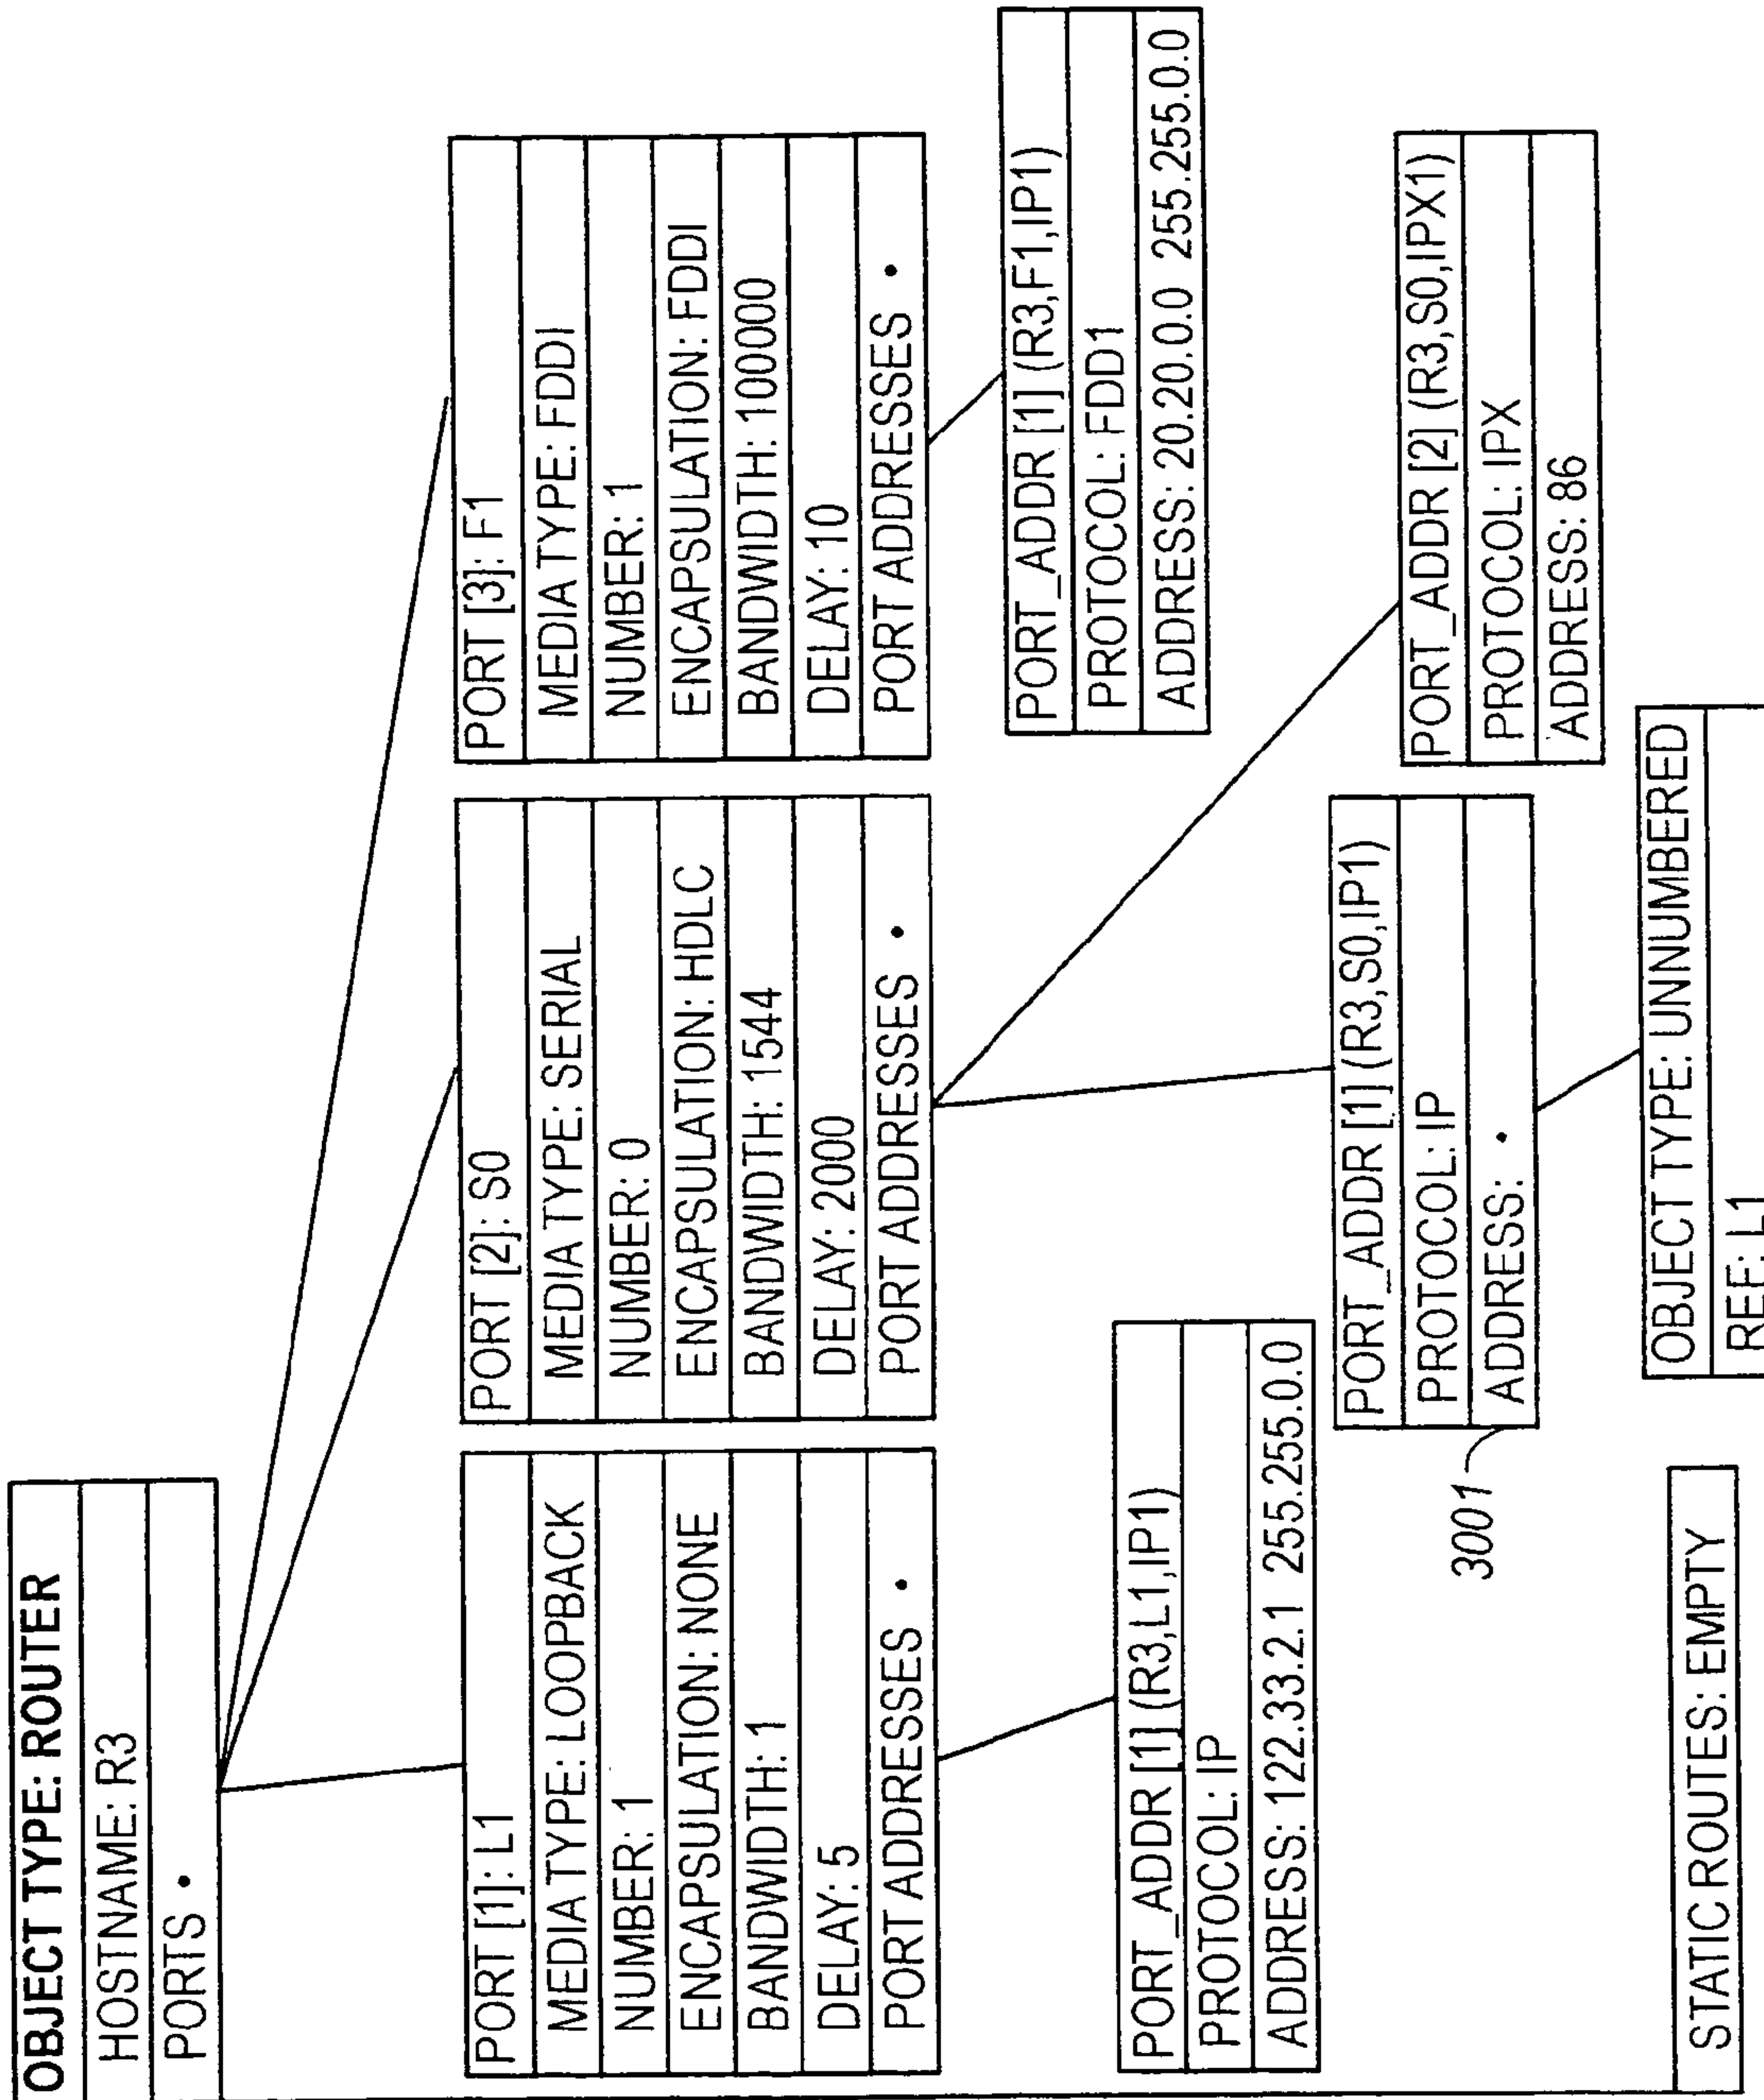 OBJECT TYPE: ROUTER
HOSTNAME: R3
PORTS •
PORT [1]: L1
MEDIA TYPE: LOOPBACK
NUMBER: 1
ENCAPSULATION: NONE
BANDWIDTH: 1
DELAY: 5
PORT ADDRESSES •
PORT [2]: S0
MEDIA TYPE: SERIAL
NUMBER: 0
ENCAPSULATION: HDLC
BANDWIDTH: 1544
DELAY: 2000
PORT ADDRESSES •
PORT [3]: F1
MEDIA TYPE: FDDI
NUMBER: 1
ENCAPSULATION: FDDI
BANDWIDTH: 100000
DELAY: 10
PORT ADDRESSES •
PORT_ADDR [1] (R3,L1,IP1)
PROTOCOL: IP
ADDRESS: 122.33.2.1 255.255.0.0
PORT_ADDR [1] (R3,F1,IP1)
PROTOCOL: FDD1
ADDRESS: 20.20.0.0 255.255.0.0
PORT_ADDR [1] (R3,S0,IP1)
PROTOCOL: IP
ADDRESS: •
3001
PORT_ADDR [2] (R3,S0,IPX1)
PROTOCOL: IPX
ADDRESS: 86
OBJECT TYPE: UNNUMBERED
REF: L1
STATIC ROUTES: EMPTY